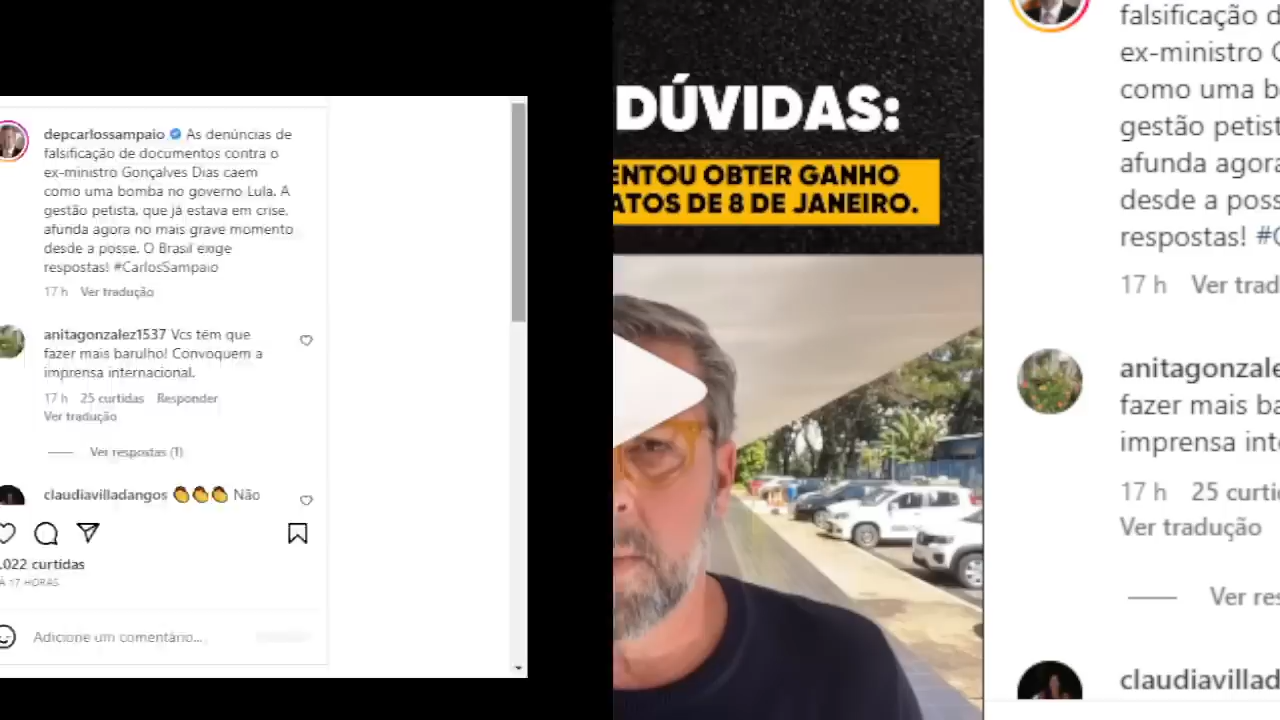 depcarlossampaio As denúncias de
falsificação de documentos contra o
ex-ministro Gonçalves Dias caem
como uma bomba no governo Lula. A
gestão petista, que já estava em crise,
afunda agora no mais grave momento
desde a posse. O Brasil exige
respostas! #CarlosSampaio
17 h Ver tradução
anitagonzalez1537 Vcs têm que
fazer mais barulho! Convoquem a
imprensa internacional.
17 h 25 curtidas Responder
Ver tradução
Ver respostas (1)
claudiavilladangos 👏👏👏 Não
.022 curtidas
Á 17 HORAS
Adicione um comentário...
DÚVIDAS:
ENTOU OBTER GANHO
ATOS DE 8 DE JANEIRO.
falsificação d
ex-ministro G
como uma b
gestão petist
afunda agora
desde a poss
respostas! #C
17 h Ver trad
anitagonzale
fazer mais ba
imprensa inte
17 h 25 curti
Ver tradução
Ver res
claudiavillad